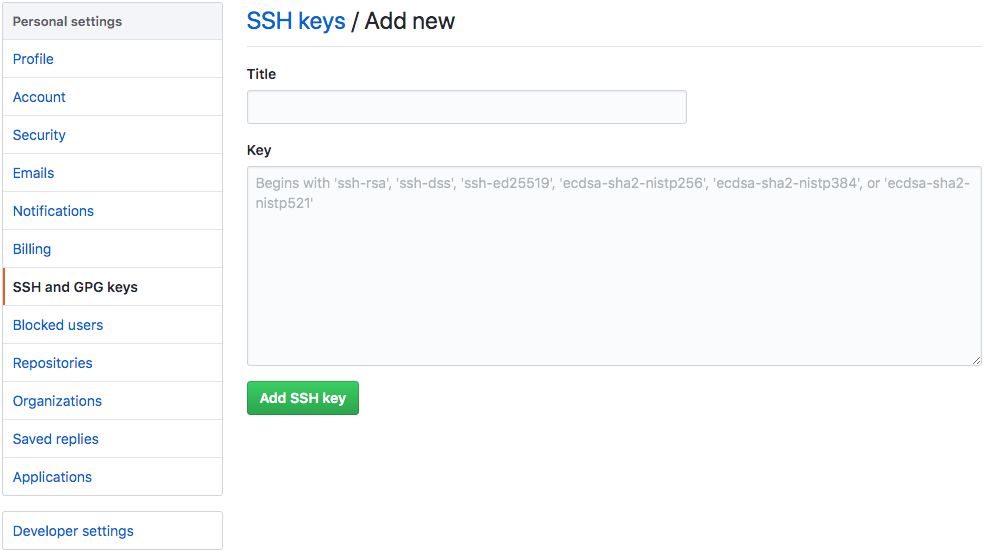 Personal settings
Profile
Account
Security
Emails
Notifications
Billing
SSH and GPG keys
Blocked users
Repositories
Organizations
Saved replies
Applications
Developer settings
SSH keys / Add new
Title
Key
Begins with 'ssh-rsa', 'ssh-dss', 'ssh-ed25519', 'ecdsa-sha2-nistp256', 'ecdsa-sha2-nistp384', or 'ecdsa-sha2-
nistp521'
Add SSH key